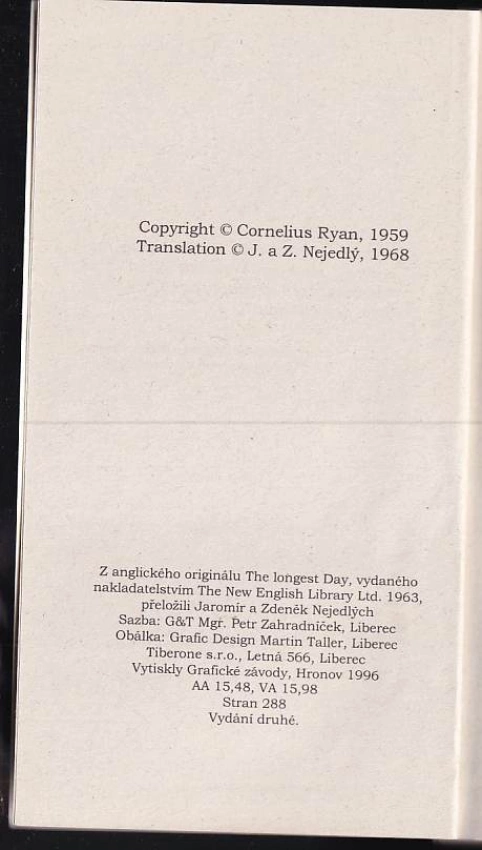 Copyright © Cornelius Ryan, 1959
Translation © J. a Z. Nejedlý, 1968
Z anglického originálu The longest Day, vydaného
nakladatelstvím The New English Library Ltd. 1963,
přeložili Jaromír a Zdeněk Nejedlých
Sazba: G&T Mgř. Petr Zahradníček, Liberec
Obálka: Grafic Design Martin Taller, Liberec
Tiberone s.r.o., Letná 566, Liberec
Vytiskly Grafické závody, Hronov 1996
AA 15,48, VA 15,98
Stran 288
Vydání druhé.